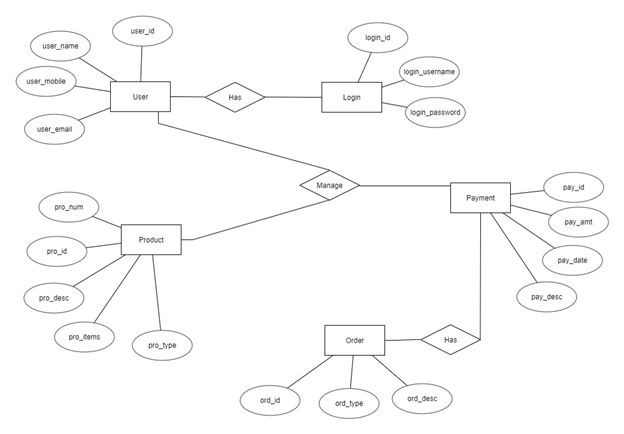 user_id
user_name
user_mobile
user_email
User
Has
Login
login_id
login_username
login_password
Manage
Payment
pay_id
pay_amt
pay_date
pay_desc
pro_num
pro_id
pro_desc
pro_items
pro_type
Product
Order
Has
ord_id
ord_type
ord_desc